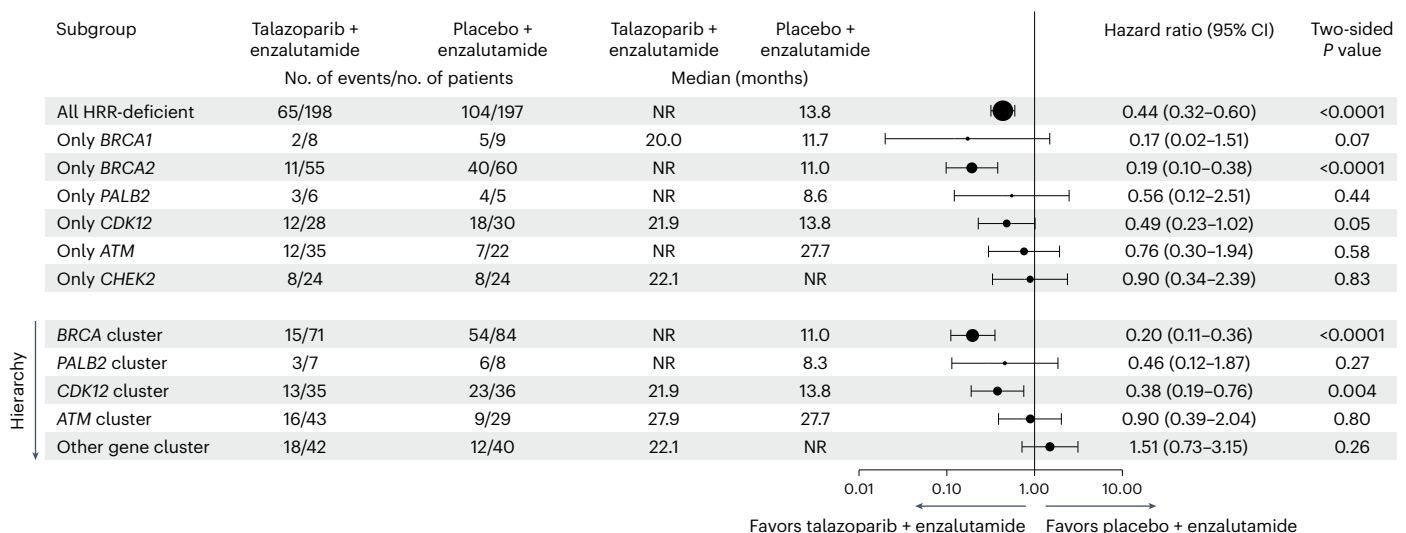 Subgroup Talazoparib + Placebo + Talazoparib + Placebo + Hazard ratio (95% CI) Two-sided
enzalutamide enzalutamide enzalutamide enzalutamide P value
No. of events/no. of patients Median (months)
All HRR-deficient 65/198 104/197 NR 13.8 0.44 (0.32–0.60) <0.0001
Only BRCA1 2/8 5/9 20.0 11.7 0.17 (0.02–1.51) 0.07
Only BRCA2 11/55 40/60 NR 11.0 0.19 (0.10–0.38) <0.0001
Only PALB2 3/6 4/5 NR 8.6 0.56 (0.12–2.51) 0.44
Only CDK12 12/28 18/30 21.9 13.8 0.49 (0.23–1.02) 0.05
Only ATM 12/35 7/22 NR 27.7 0.76 (0.30–1.94) 0.58
Only CHEK2 8/24 8/24 22.1 NR 0.90 (0.34–2.39) 0.83
Hierarchy
BRCA cluster 15/71 54/84 NR 11.0 0.20 (0.11–0.36) <0.0001
PALB2 cluster 3/7 6/8 NR 8.3 0.46 (0.12–1.87) 0.27
CDK12 cluster 13/35 23/36 21.9 13.8 0.38 (0.19–0.76) 0.004
ATM cluster 16/43 9/29 27.9 27.7 0.90 (0.39–2.04) 0.80
Other gene cluster 18/42 12/40 22.1 NR 1.51 (0.73–3.15) 0.26
0.01 0.10 1.00 10.00
Favors talazoparib + enzalutamide Favors placebo + enzalutamide